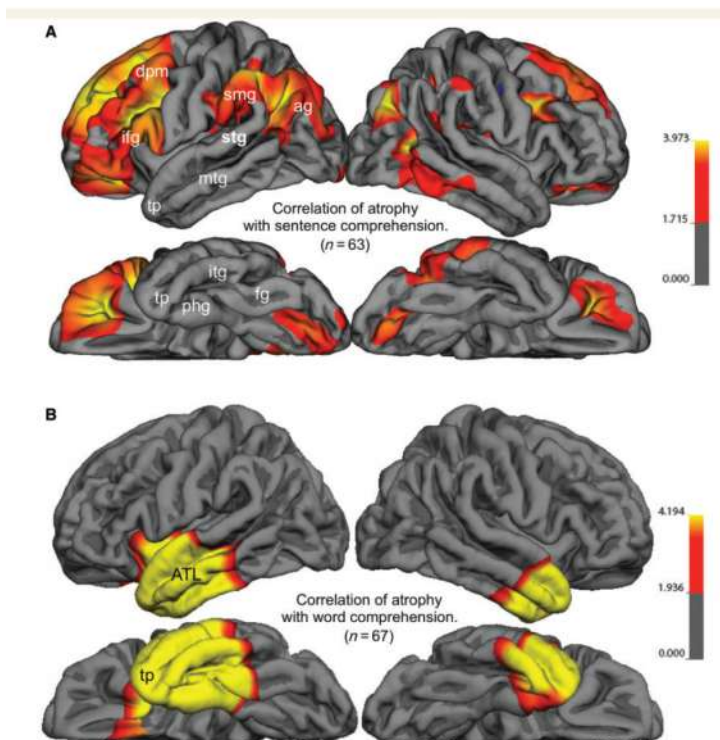 A
dpm
smg
ag
ifg
stg
mtg
tp
3.973
1.715
0.000
Correlation of atrophy
with sentence comprehension.
(n = 63)
itg
tp
fg
phg
B
4.194
1.936
0.000
ATL
Correlation of atrophy
with word comprehension.
(n = 67)
tp